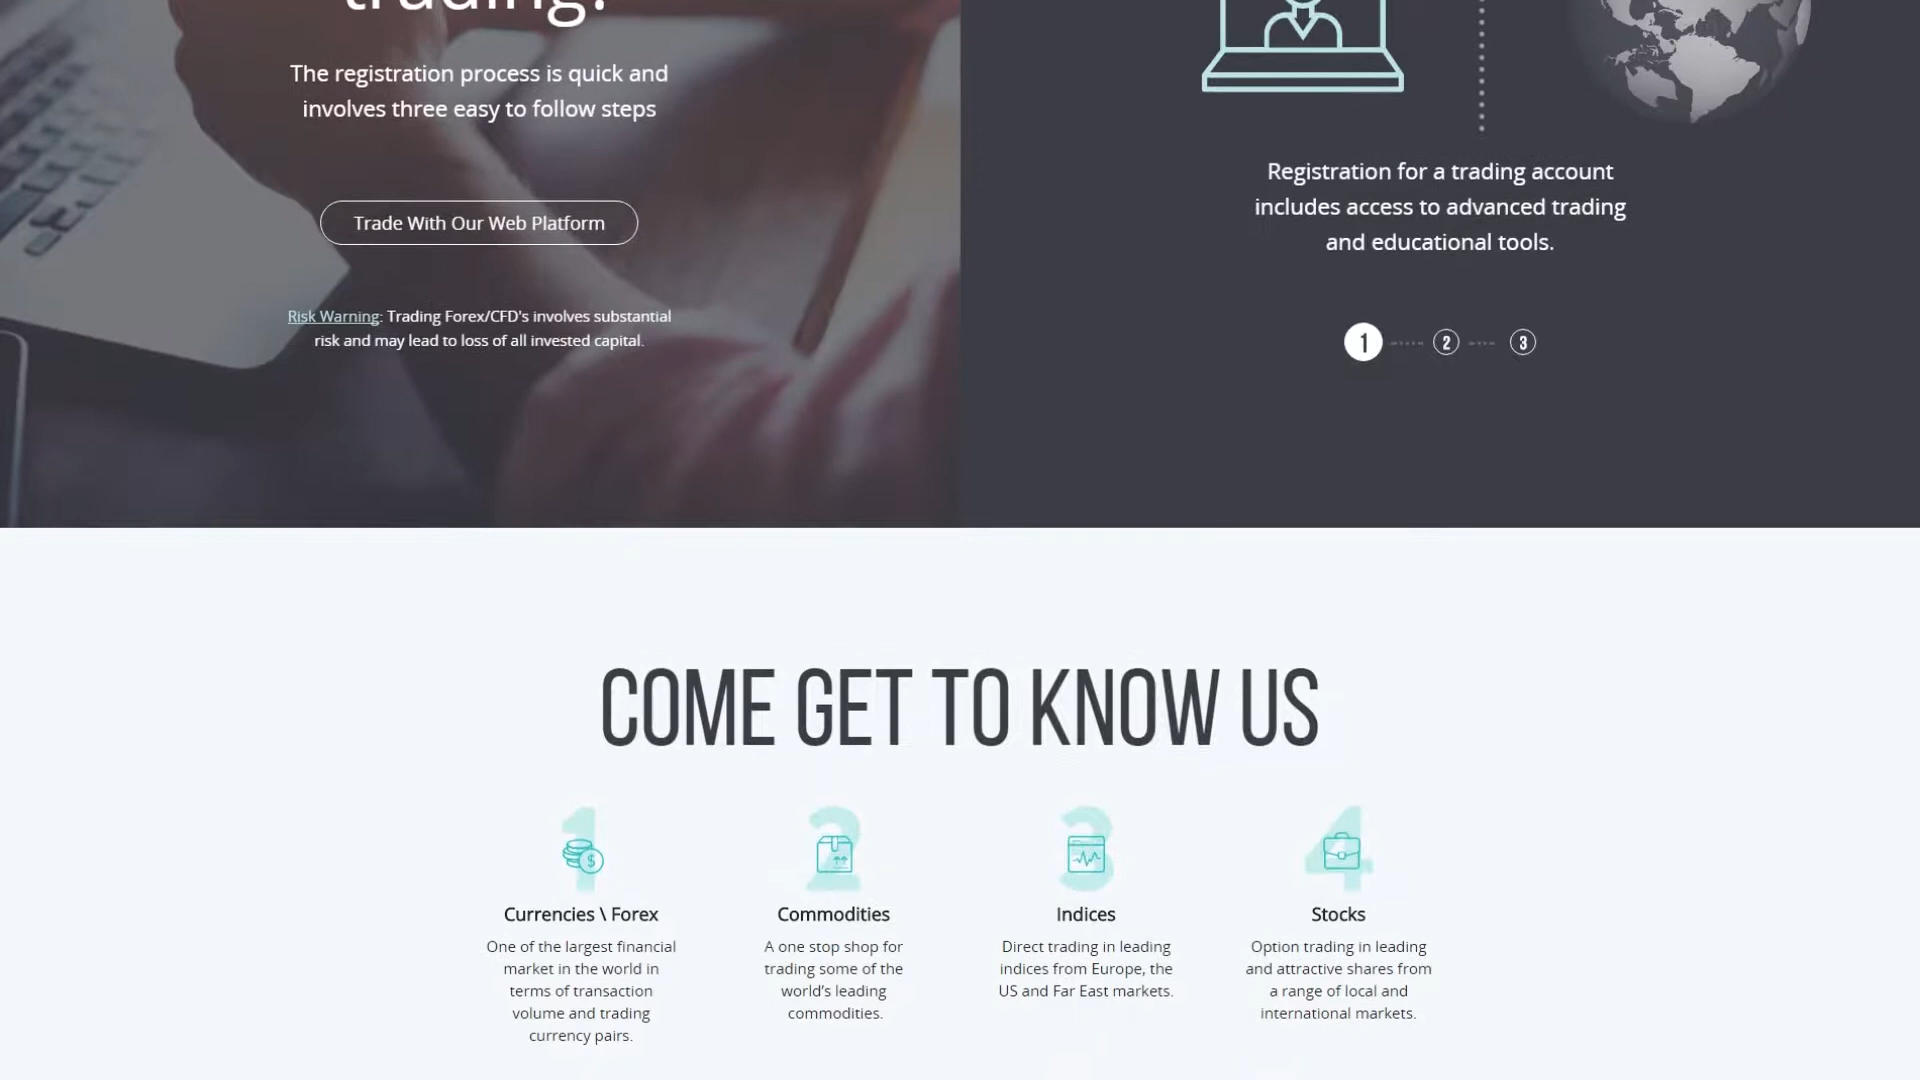 trading?
The registration process is quick and
involves three easy to follow steps
Trade With Our Web Platform
Risk Warning: Trading Forex/CFD's involves substantial
risk and may lead to loss of all invested capital.
Registration for a trading account
includes access to advanced trading
and educational tools.
1 2 3
COME GET TO KNOW US
1
Currencies \ Forex
One of the largest financial
market in the world in
terms of transaction
volume and trading
currency pairs.
2
Commodities
A one stop shop for
trading some of the
world's leading
commodities.
3
Indices
Direct trading in leading
indices from Europe, the
US and Far East markets.
4
Stocks
Option trading in leading
and attractive shares from
a range of local and
international markets.